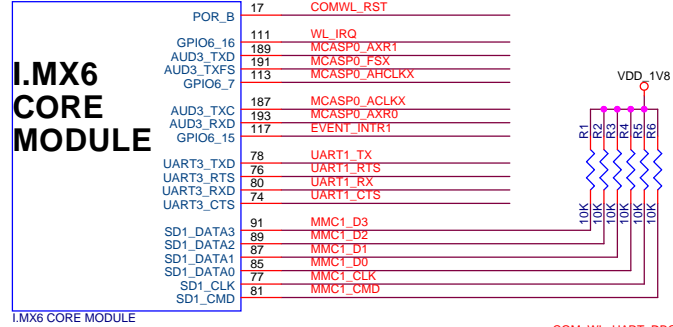 I.MX6
CORE
MODULE
POR_B 17 COMWL_RST
GPIO6_16 111 WL_IRQ
AUD3_TXD 189 MCASP0_AXR1
AUD3_TXFS 191 MCASP0_FSX
GPIO6_7 113 MCASP0_AHCLKX
AUD3_TXC 187 MCASP0_ACLKX
AUD3_RXD 193 MCASP0_AXR0
GPIO6_15 117 EVENT_INTR1
UART3_TXD 78 UART1_TX
UART3_RTS 76 UART1_RTS
UART3_RXD 80 UART1_RX
UART3_CTS 74 UART1_CTS
SD1_DATA3 91 MMC1_D3
SD1_DATA2 89 MMC1_D2
SD1_DATA1 87 MMC1_D1
SD1_DATA0 85 MMC1_D0
SD1_CLK 77 MMC1_CLK
SD1_CMD 81 MMC1_CMD
I.MX6 CORE MODULE
VDD_1V8
R1 R2 R3 R4 R5 R6
10K 10K 10K 10K 10K 10K